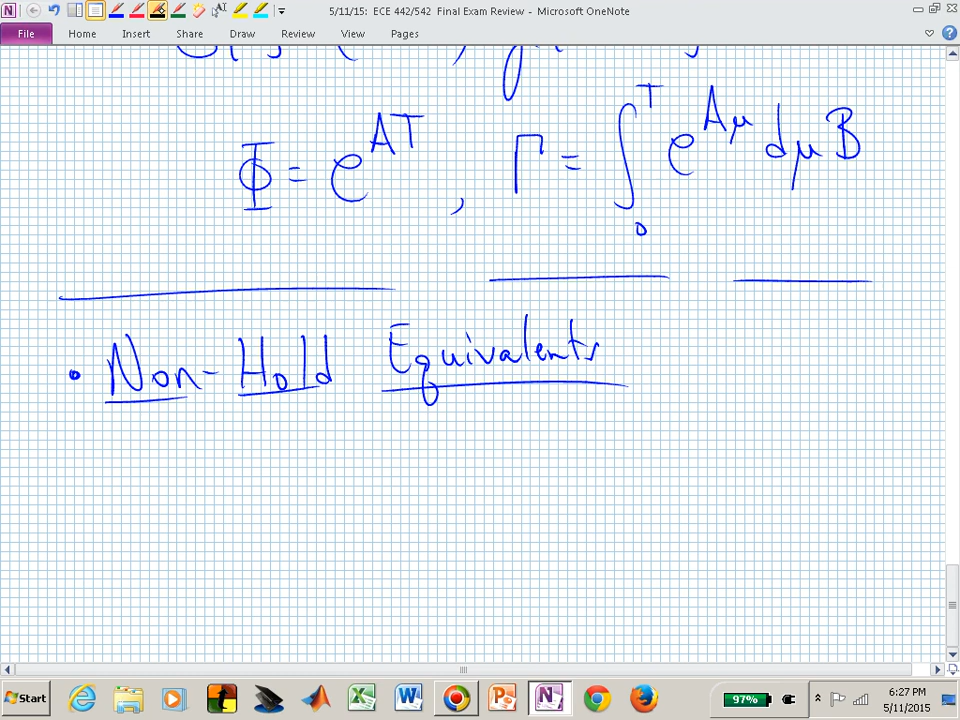 5/11/15: ECE 442/542 Final Exam Review - Microsoft OneNote
File Home Insert Share Draw Review View Pages
Φ = e^{AT} , Γ = ∫_0^T e^{Aμ} dμ B
• Non-Hold Equivalents
Start
97%
6:27 PM
5/11/2015